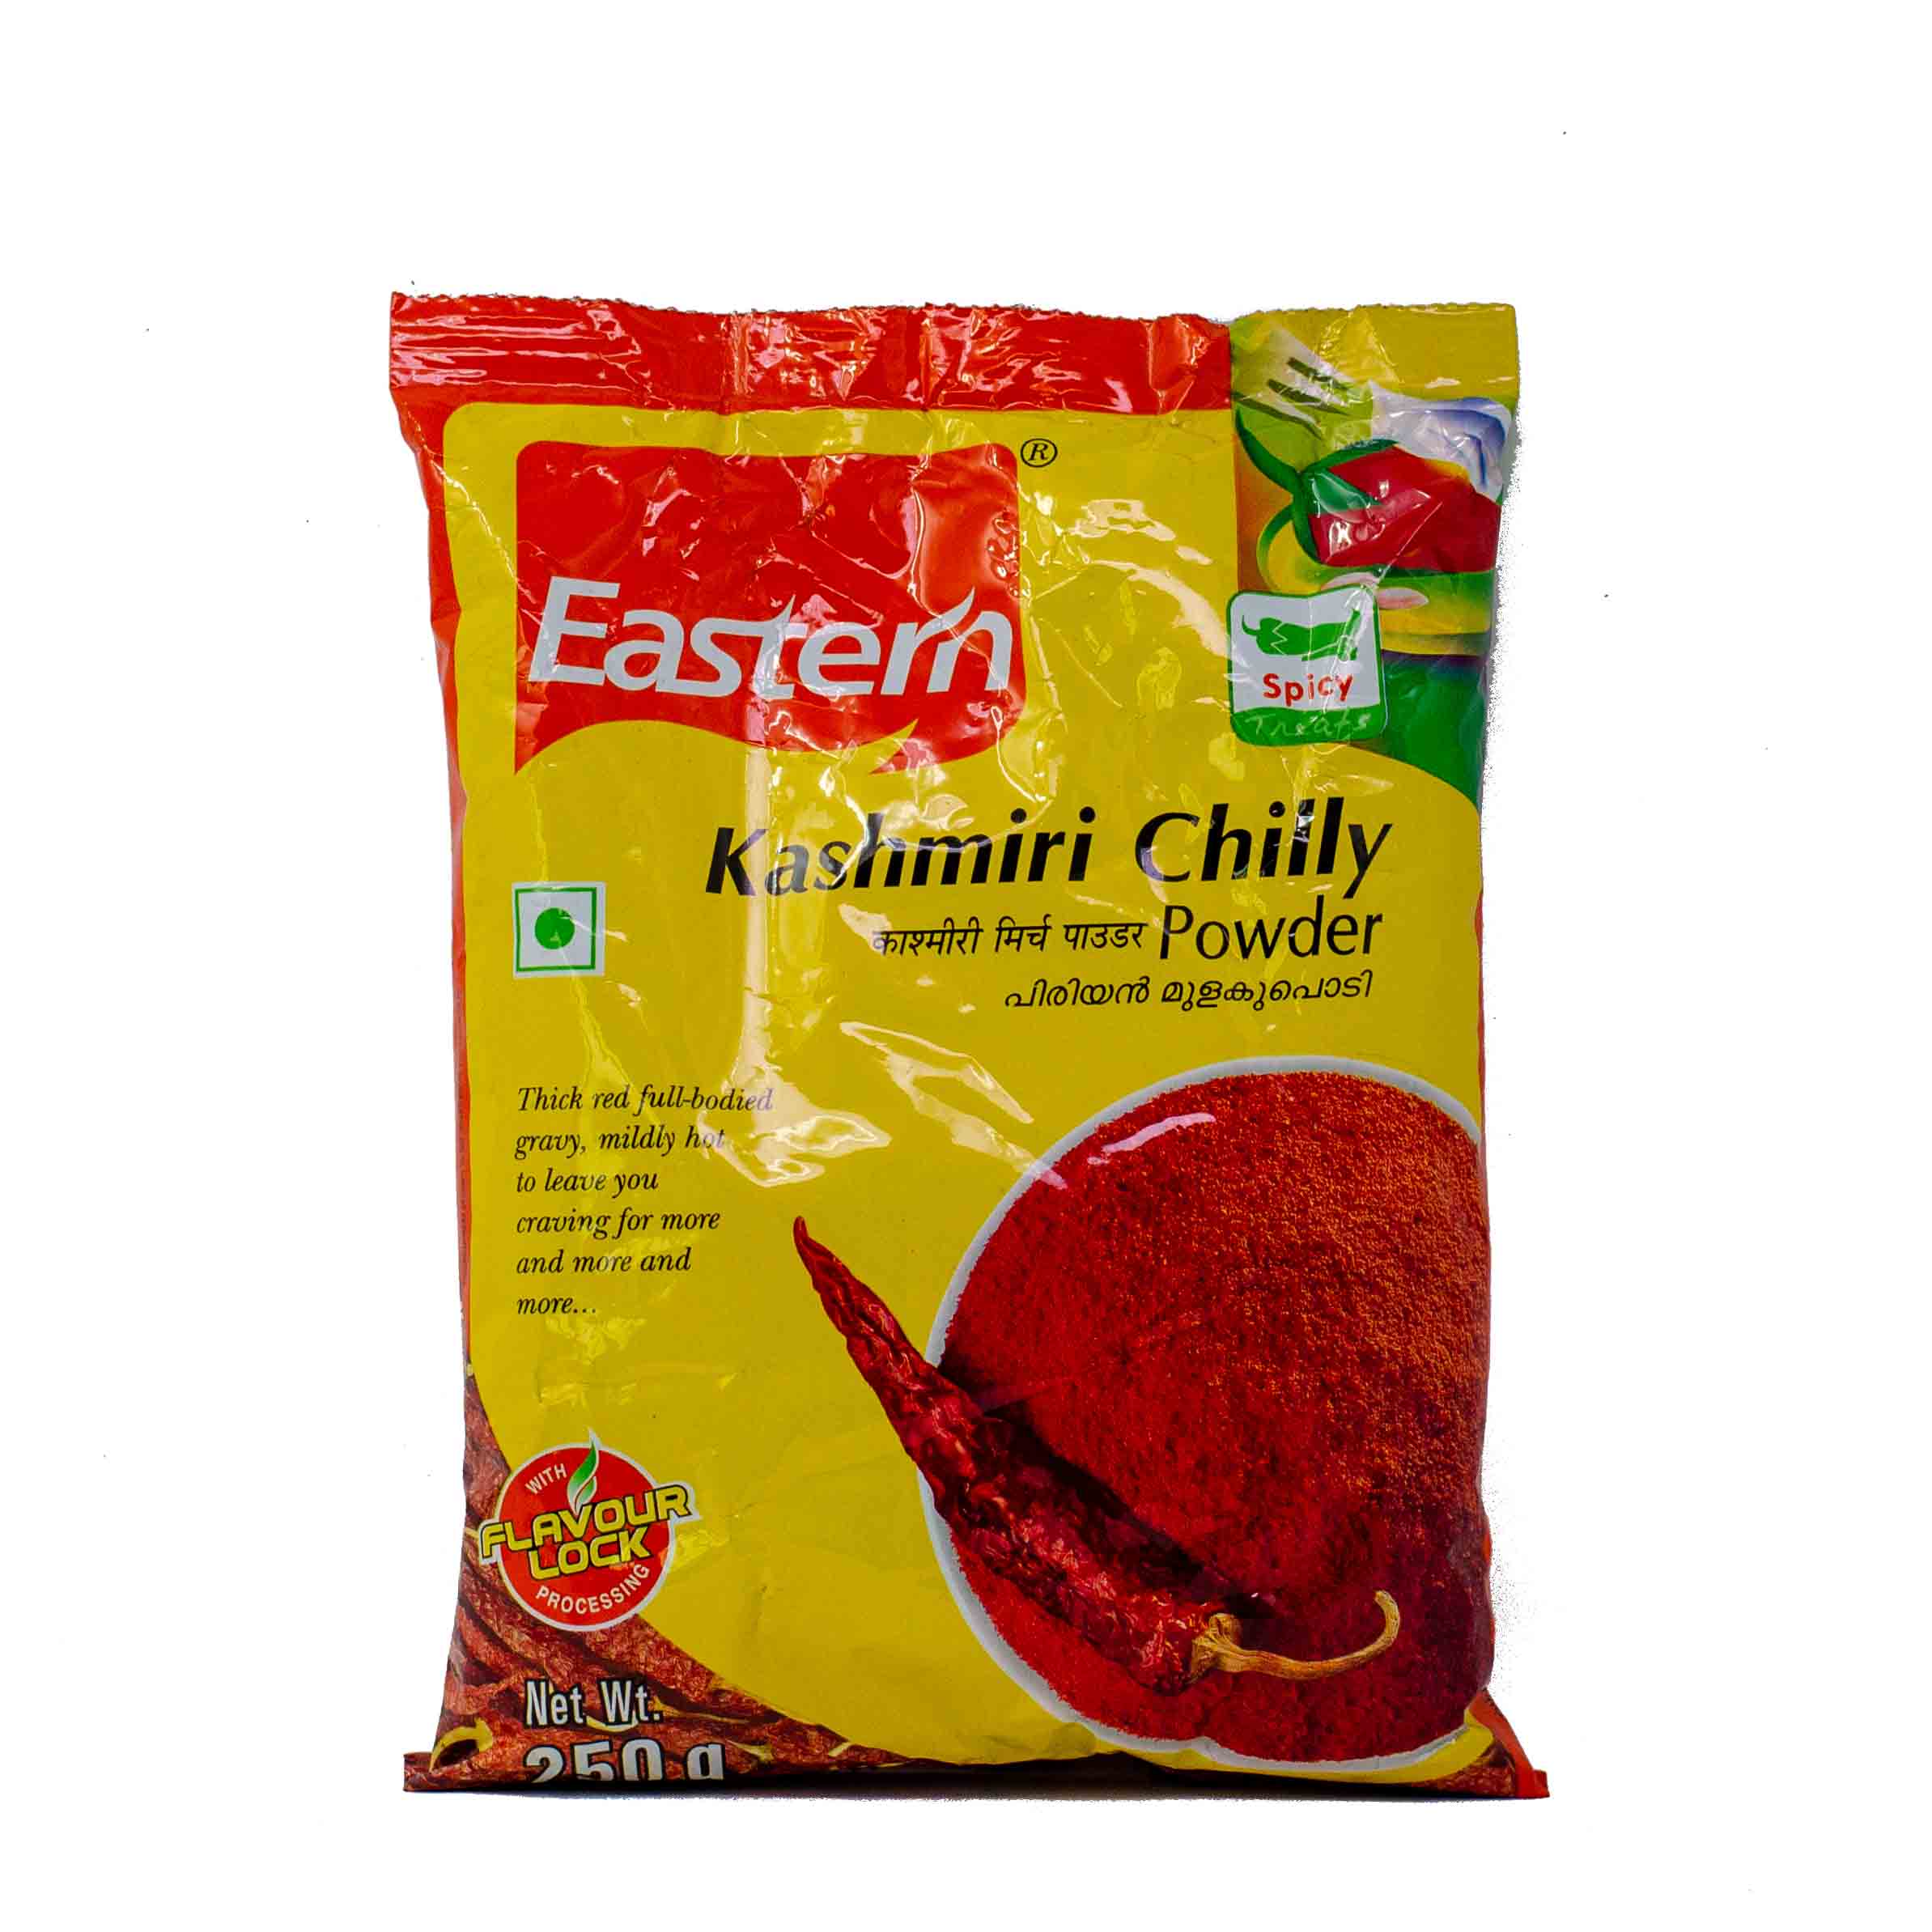 Eastern®
Spicy
Treats
Kashmiri Chilly
काश्मीरी मिर्च पाउडर Powder
പിരിയൻ മുളകുപൊടി
Thick red full-bodied
gravy, mildly hot
to leave you
craving for more
and more and
more...
WITH
FLAVOUR
LOCK
PROCESSING
Net Wt.
250 g